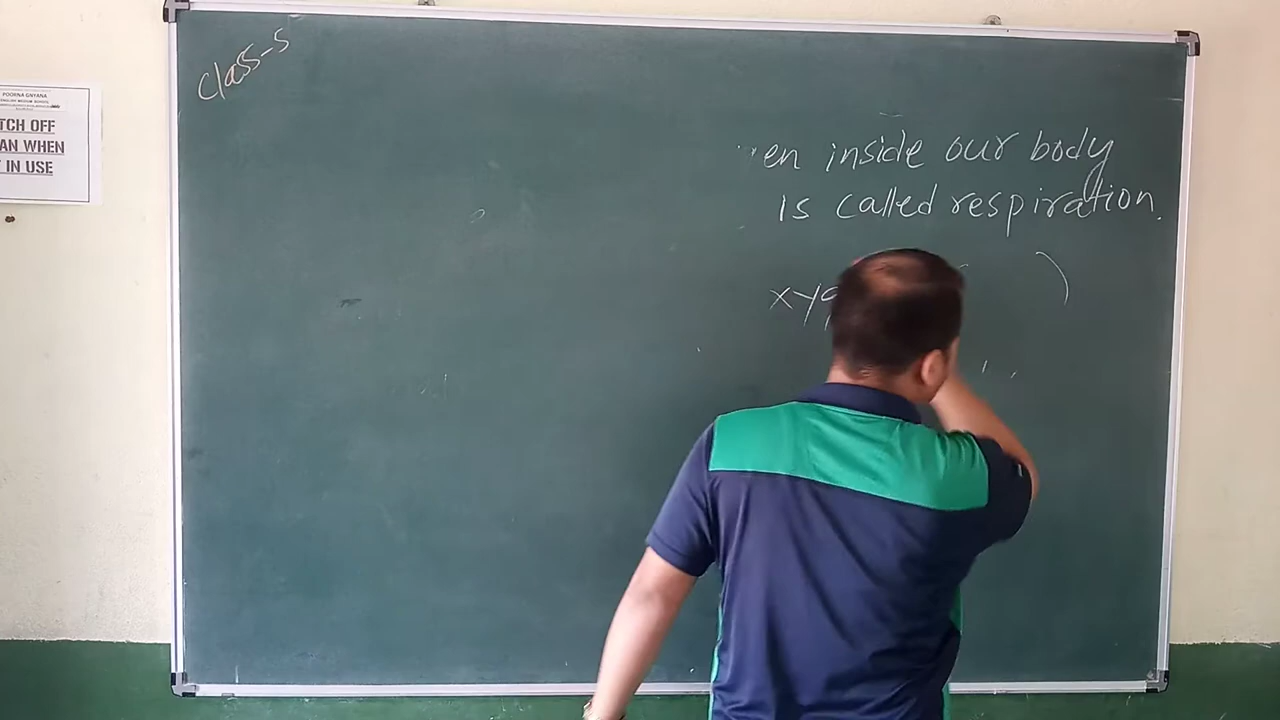 Class-5
POORNA GNYANA
ENGLISH MEDIUM SCHOOL
TCH OFF
AN WHEN
IN USE
en inside our body
is called respiration.
xy
( )